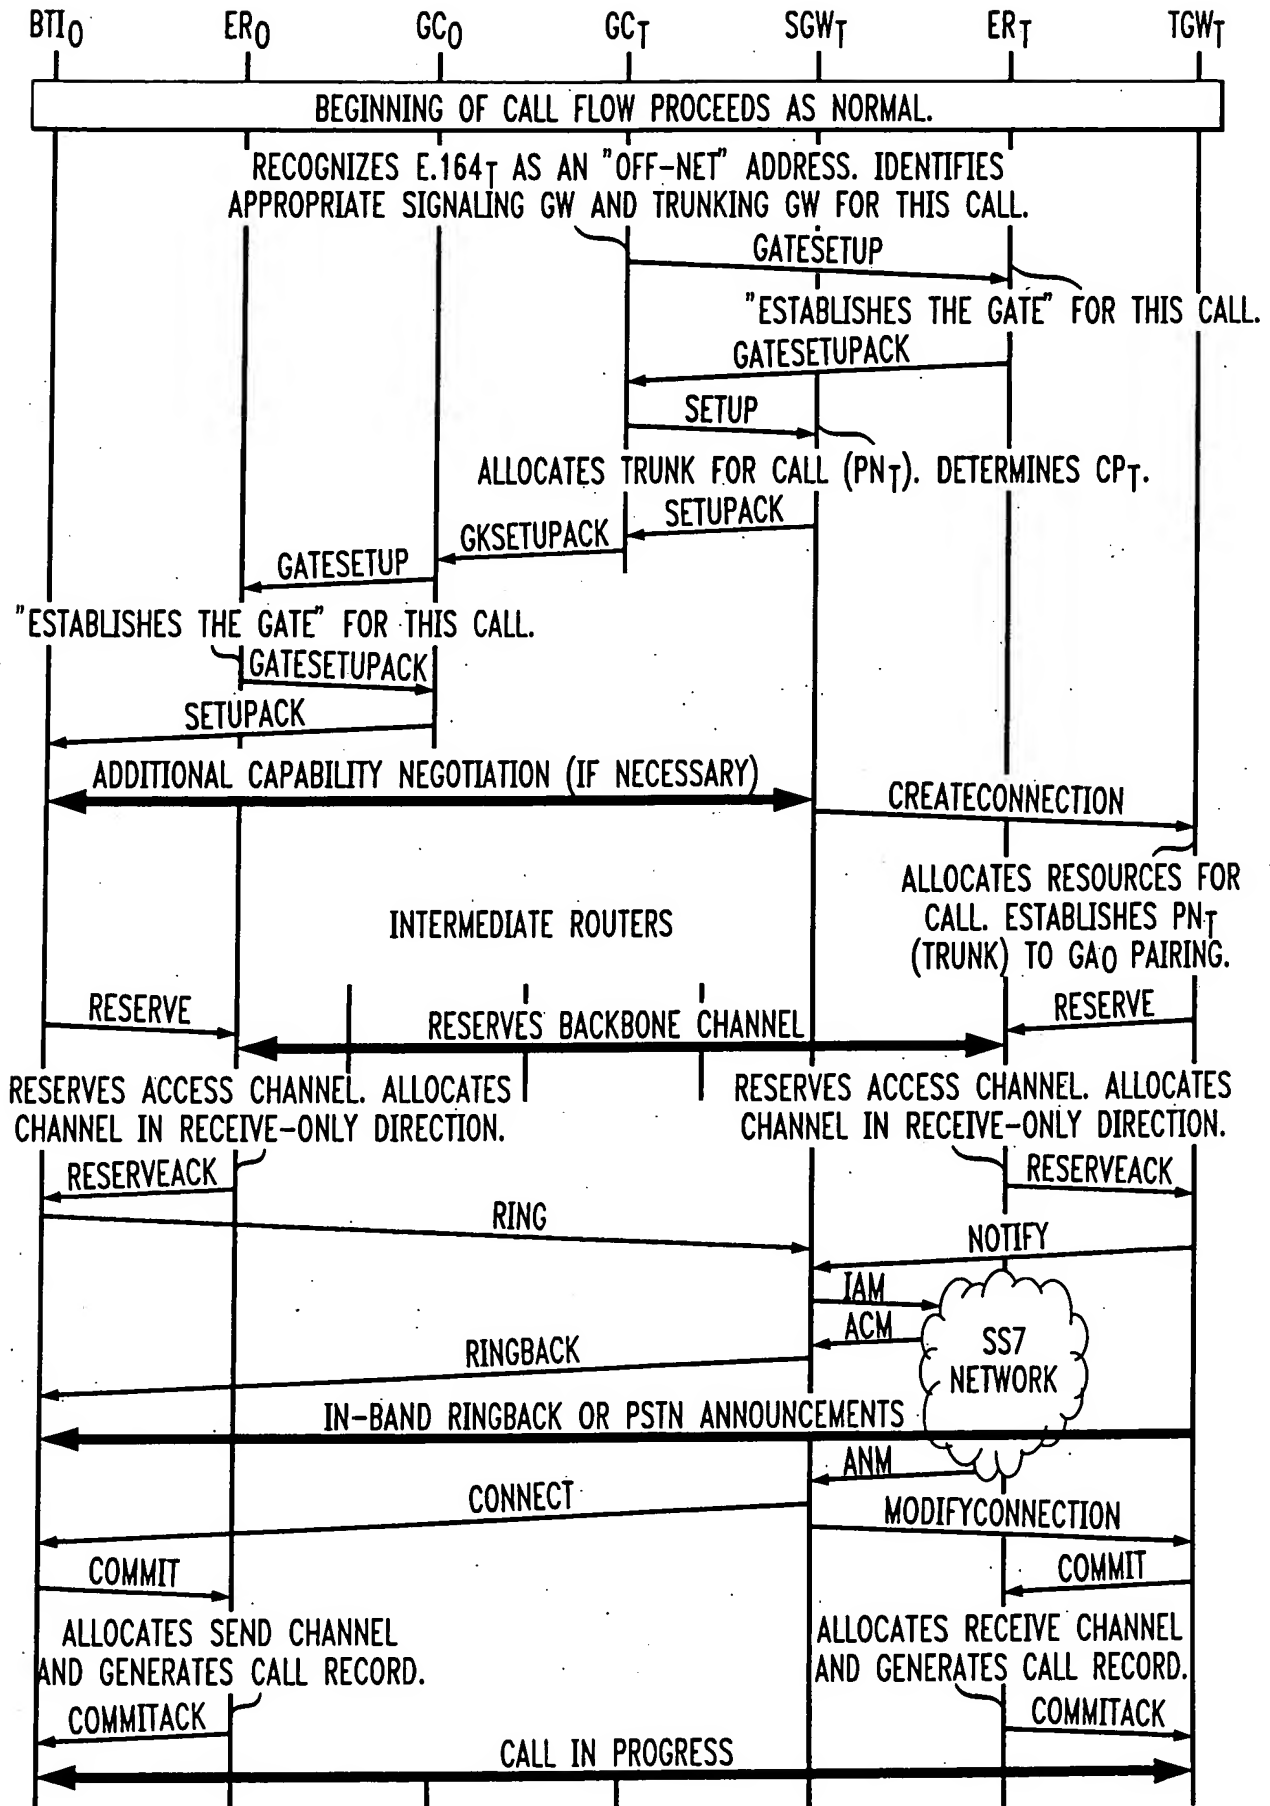 BTIO ERO GCO GCT SGWT ERT TGWT
BEGINNING OF CALL FLOW PROCEEDS AS NORMAL.
RECOGNIZES E.164T AS AN "OFF-NET" ADDRESS. IDENTIFIES
APPROPRIATE SIGNALING GW AND TRUNKING GW FOR THIS CALL.
GATESETUP
"ESTABLISHES THE GATE" FOR THIS CALL.
GATESETUPACK
SETUP
ALLOCATES TRUNK FOR CALL (PNT). DETERMINES CPT.
SETUPACK
GKSETUPACK
GATESETUP
"ESTABLISHES THE GATE" FOR THIS CALL.
GATESETUPACK
SETUPACK
ADDITIONAL CAPABILITY NEGOTIATION (IF NECESSARY)
CREATECONNECTION
ALLOCATES RESOURCES FOR
CALL. ESTABLISHES PNT
(TRUNK) TO GAO PAIRING.
INTERMEDIATE ROUTERS
RESERVE
RESERVE
RESERVES BACKBONE CHANNEL
RESERVES ACCESS CHANNEL. ALLOCATES
CHANNEL IN RECEIVE-ONLY DIRECTION.
RESERVES ACCESS CHANNEL. ALLOCATES
CHANNEL IN RECEIVE-ONLY DIRECTION.
RESERVEACK
RESERVEACK
RING
NOTIFY
IAM
ACM
SS7
NETWORK
RINGBACK
IN-BAND RINGBACK OR PSTN ANNOUNCEMENTS
ANM
CONNECT
MODIFYCONNECTION
COMMIT
COMMIT
ALLOCATES SEND CHANNEL
AND GENERATES CALL RECORD.
ALLOCATES RECEIVE CHANNEL
AND GENERATES CALL RECORD.
COMMITACK
COMMITACK
CALL IN PROGRESS